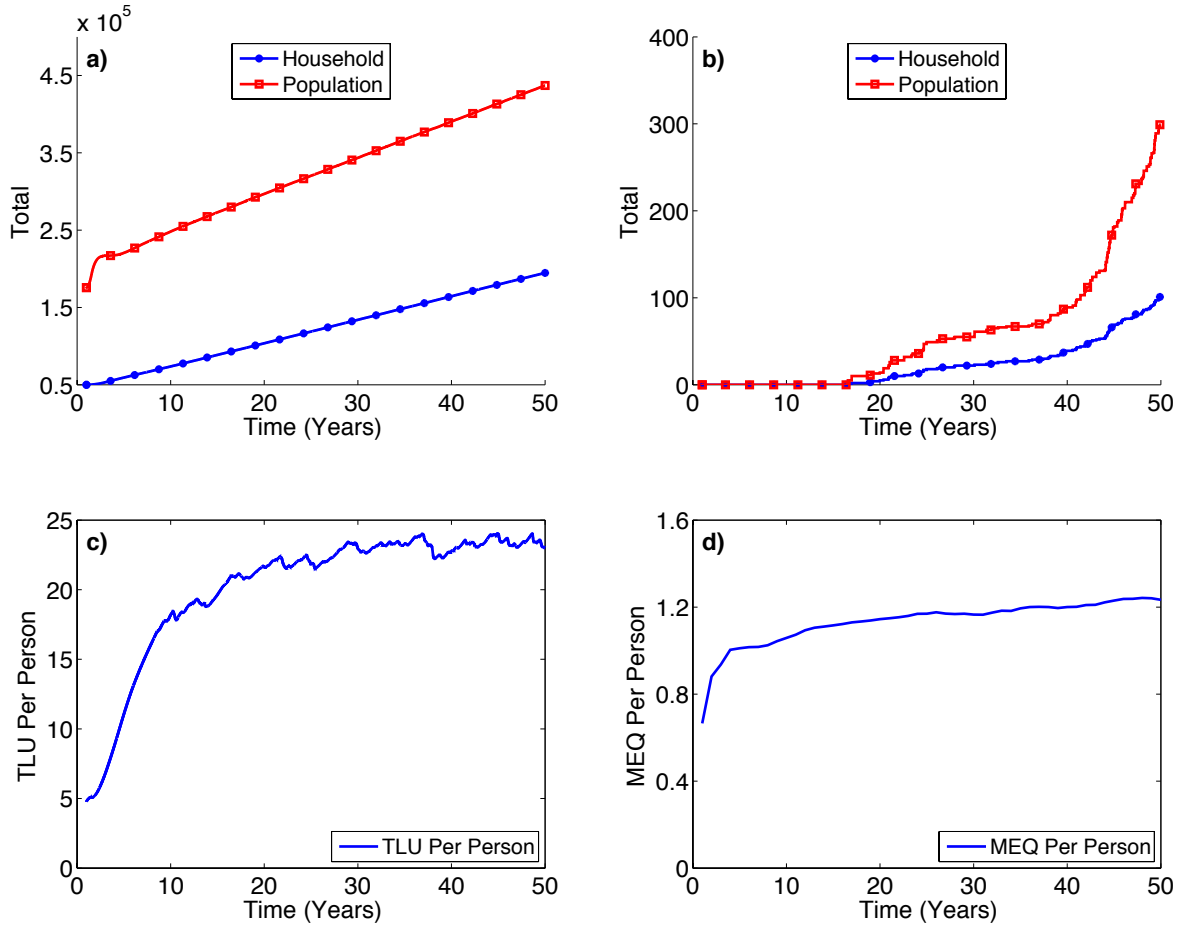 x 10^5
a)
Household
Population
4.5
3.5
2.5
1.5
0.5
Total
0 10 20 30 40 50
Time (Years)
b)
Household
Population
400
300
200
100
0
Total
0 10 20 30 40 50
Time (Years)
c)
25
20
15
10
5
0
TLU Per Person
TLU Per Person
0 10 20 30 40 50
Time (Years)
d)
1.6
1.2
0.8
0.4
0
MEQ Per Person
MEQ Per Person
0 10 20 30 40 50
Time (Years)